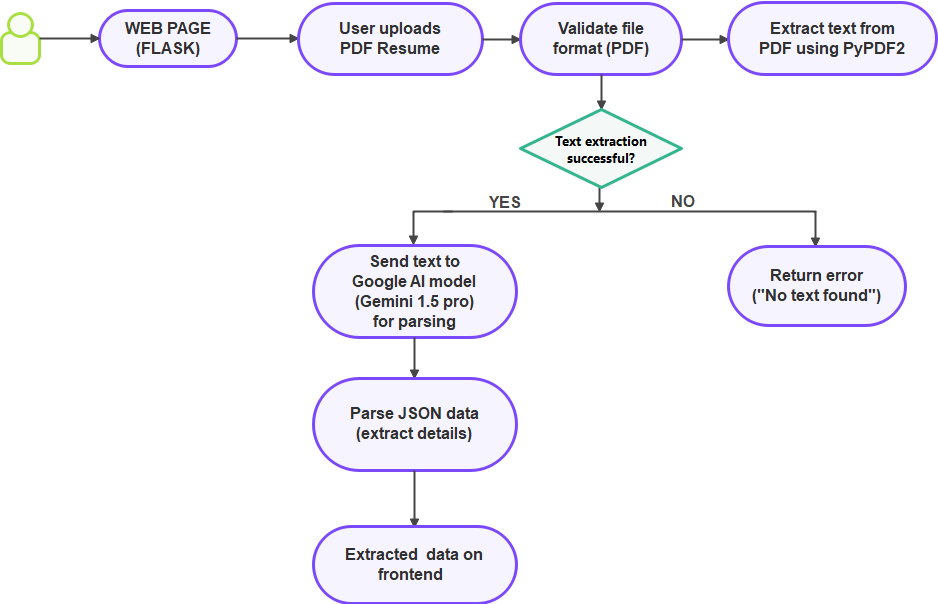 WEB PAGE
(FLASK)
User uploads
PDF Resume
Validate file
format (PDF)
Extract text from
PDF using PyPDF2
Text extraction
successful?
YES
NO
Send text to
Google AI model
(Gemini 1.5 pro)
for parsing
Return error
("No text found")
Parse JSON data
(extract details)
Extracted  data on
frontend